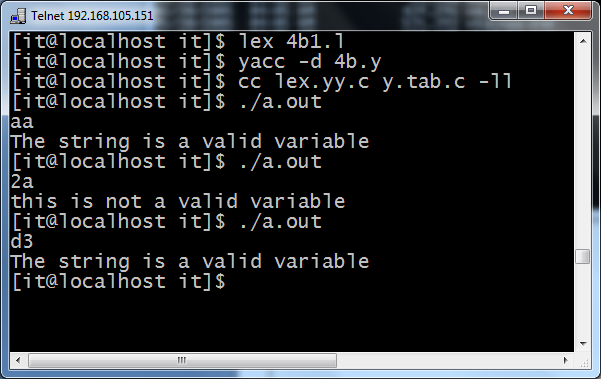 Telnet 192.168.105.151
[it@localhost it]$ lex 4b1.l
[it@localhost it]$ yacc -d 4b.y
[it@localhost it]$ cc lex.yy.c y.tab.c -ll
[it@localhost it]$ ./a.out
aa
The string is a valid variable
[it@localhost it]$ ./a.out
2a
this is not a valid variable
[it@localhost it]$ ./a.out
d3
The string is a valid variable
[it@localhost it]$